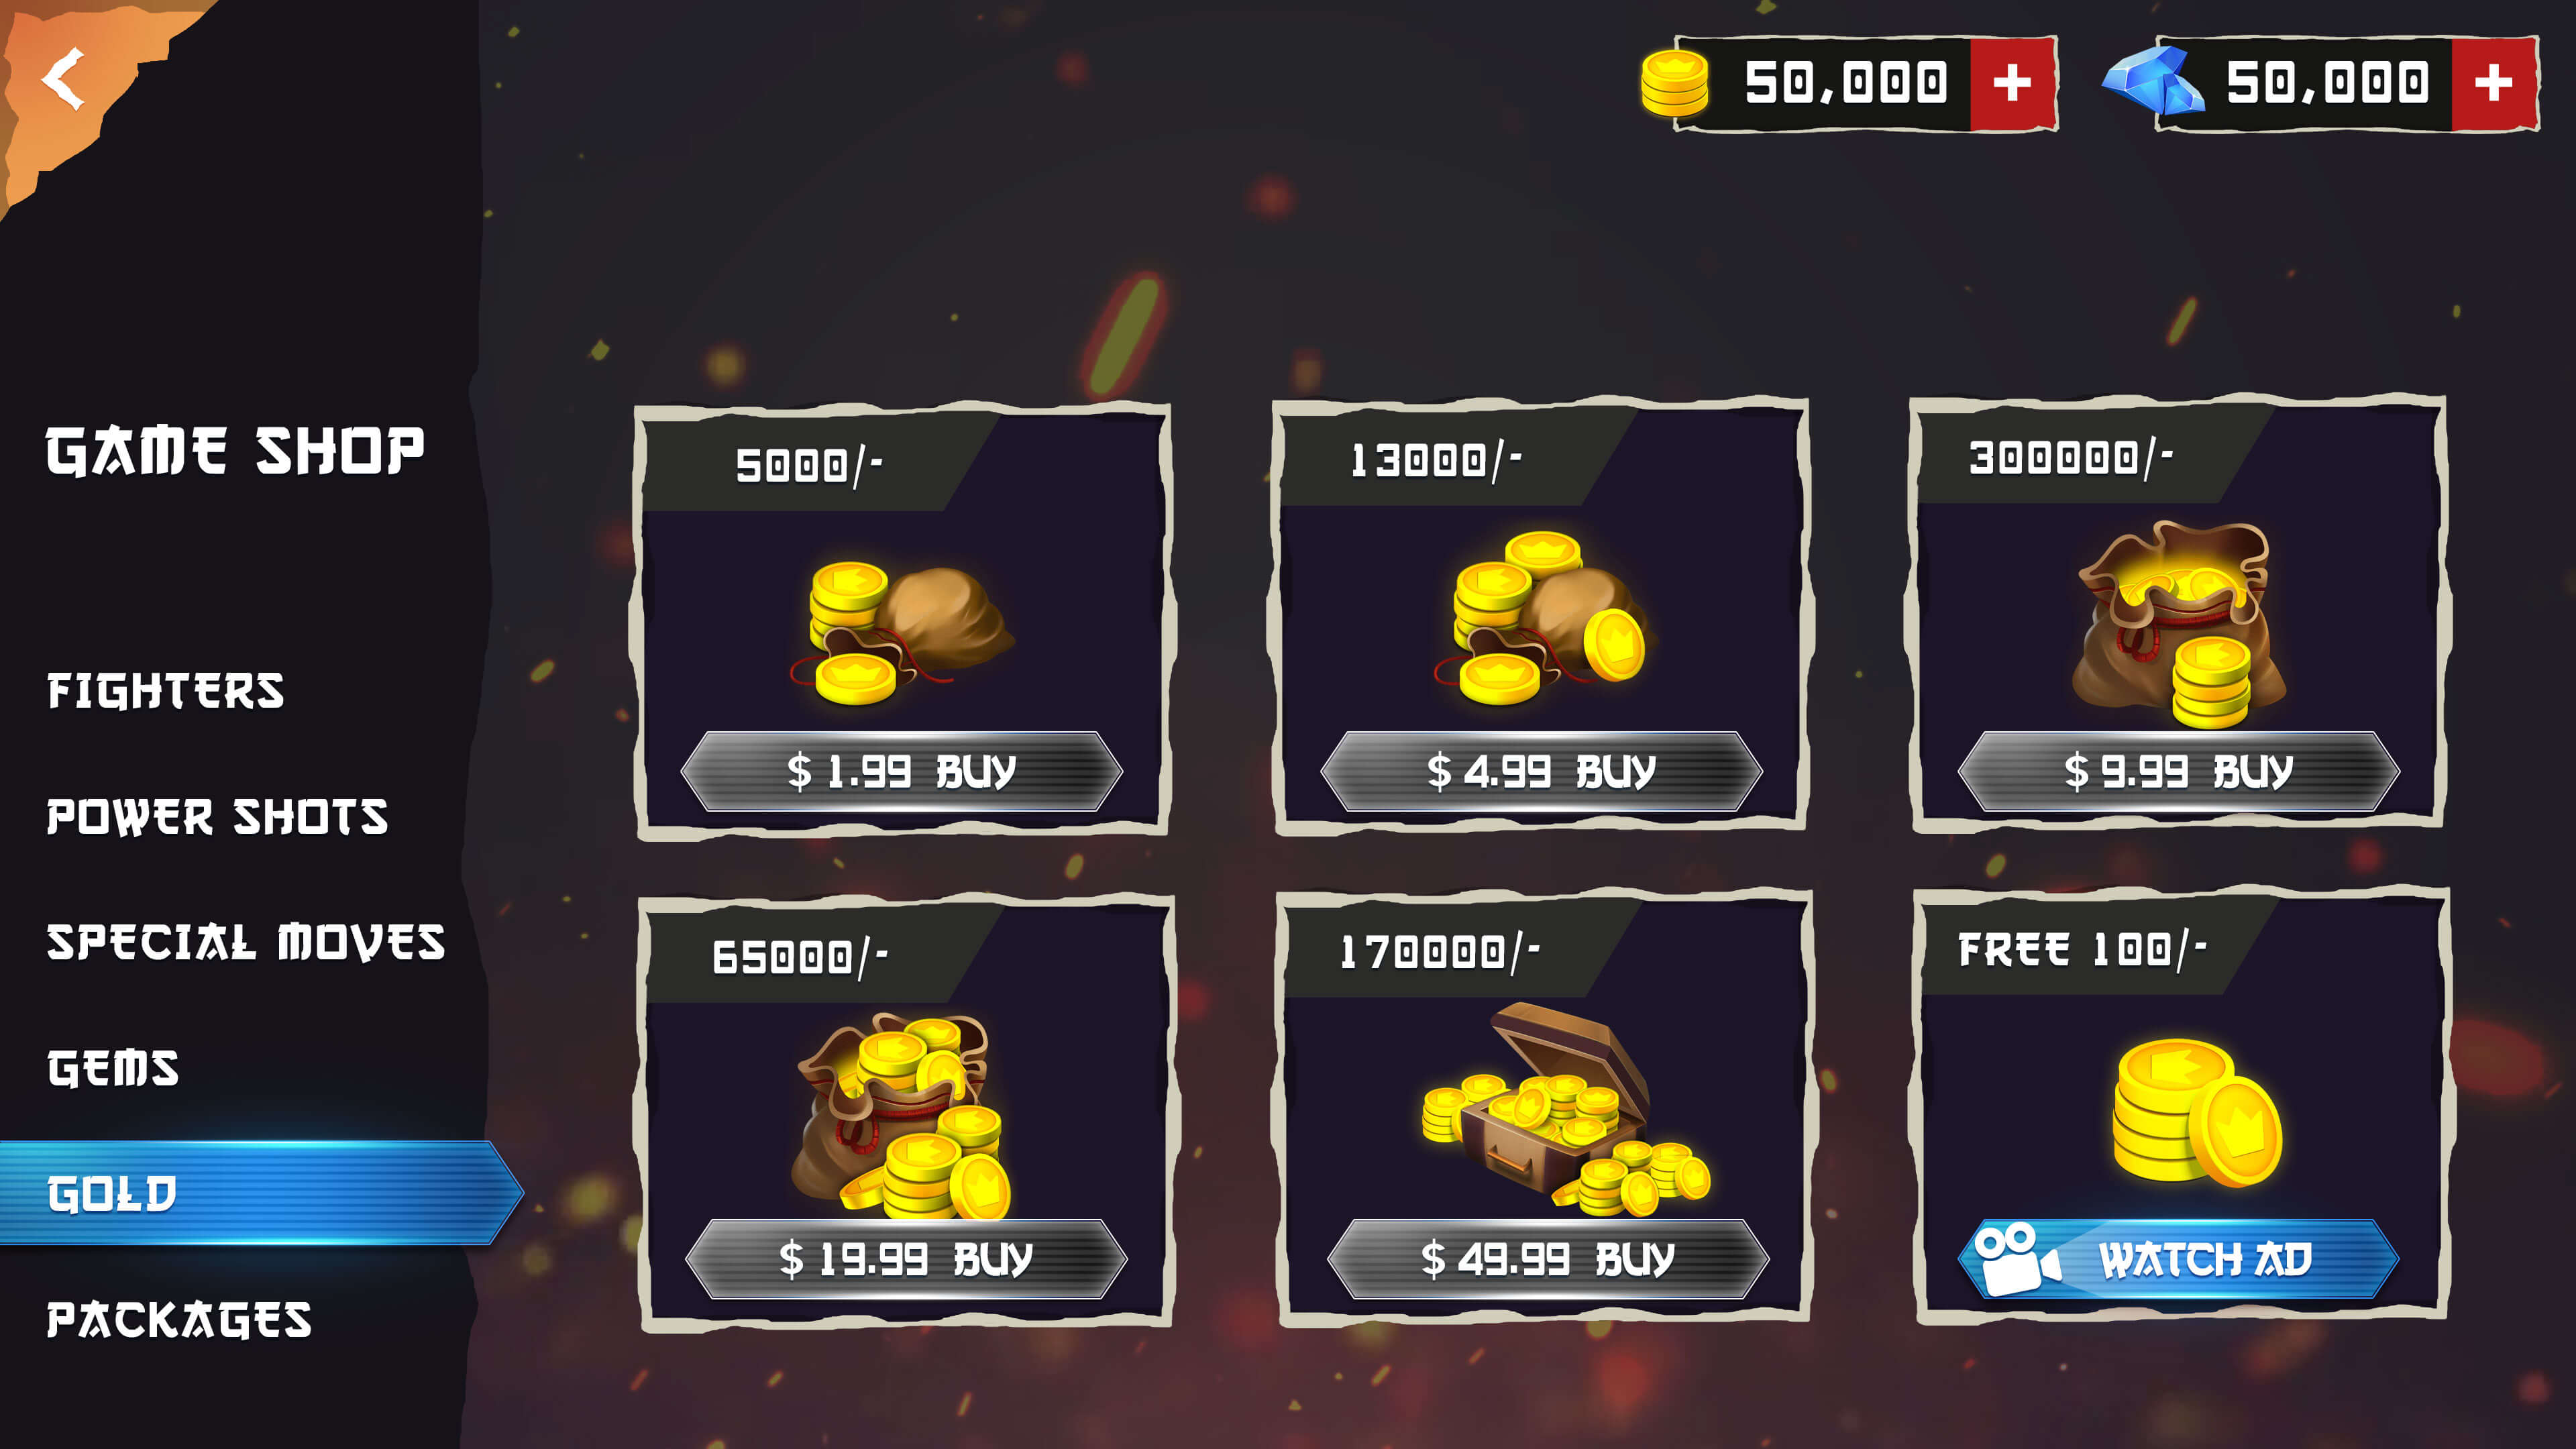 50,000 +
50,000 +
GAME SHOP
FIGHTERS
POWER SHOTS
SPECIAL MOVES
GEMS
GOLD
PACKAGES
5000/-
$ 1.99 BUY
13000/-
$ 4.99 BUY
300000/-
$ 9.99 BUY
65000/-
$ 19.99 BUY
170000/-
$ 49.99 BUY
FREE 100/-
WATCH AD